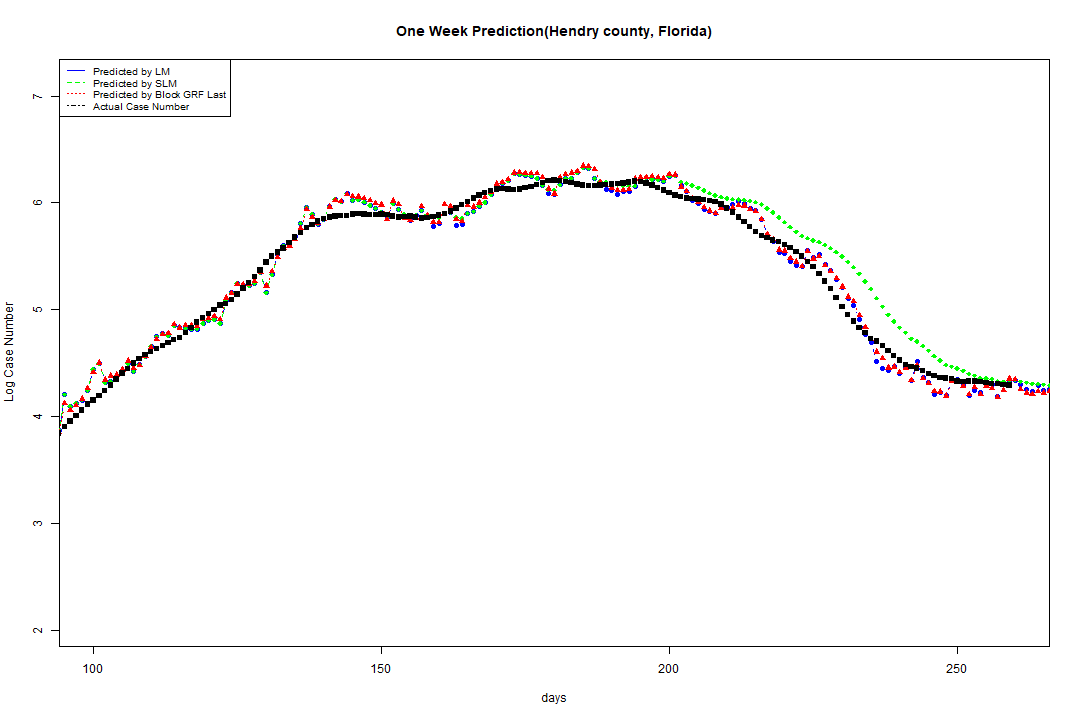 One Week Prediction(Hendry county, Florida)
Predicted by LM
Predicted by SLM
Predicted by Block GRF Last
Actual Case Number
7
6
5
4
3
2
Log Case Number
100 150 200 250
days